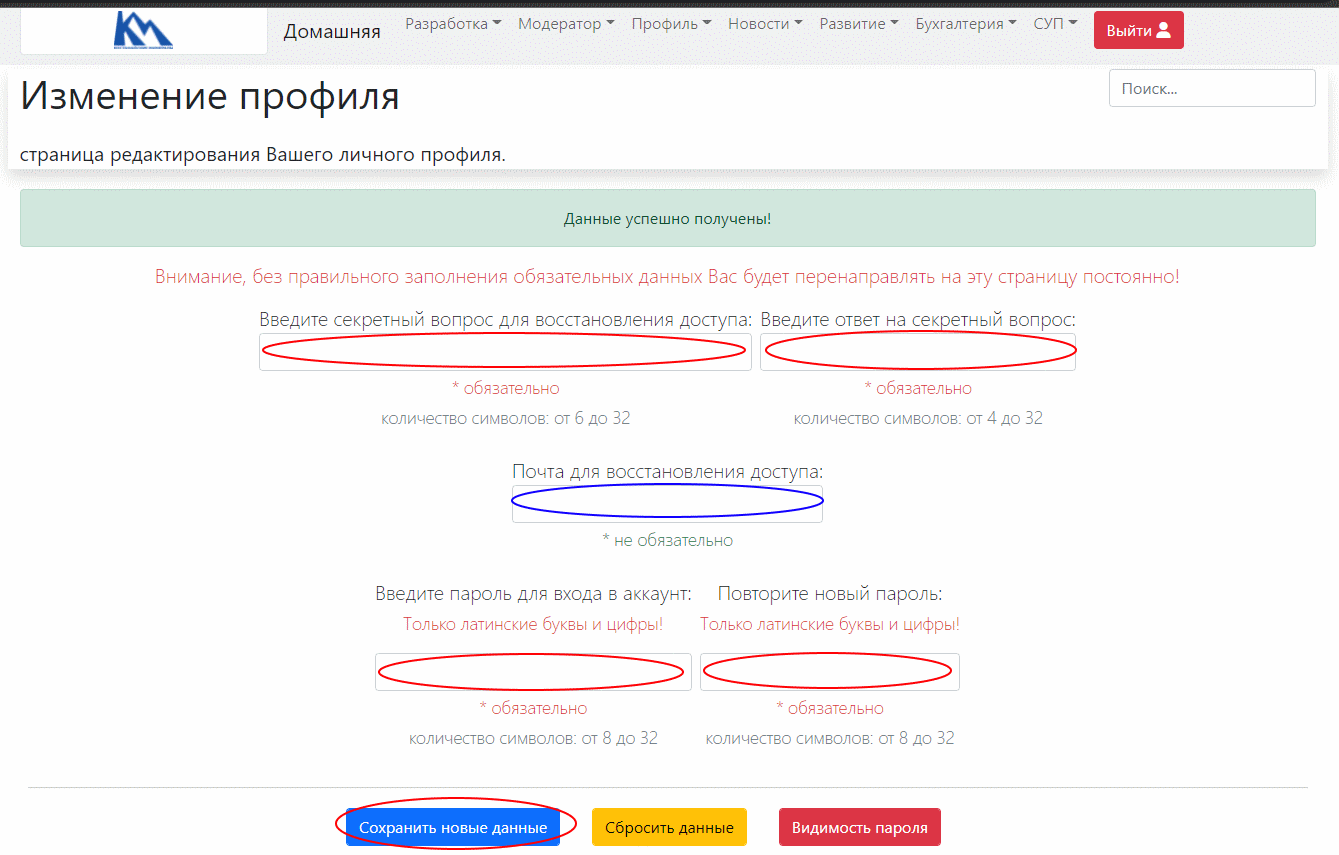 KM
Домашняя Разработка Модератор Профиль Новости Развитие Бухгалтерия СУП Выйти
Изменение профиля
Поиск...
страница редактирования Вашего личного профиля.
Данные успешно получены!
Внимание, без правильного заполнения обязательных данных Вас будет перенаправлять на эту страницу постоянно!
Введите секретный вопрос для восстановления доступа: Введите ответ на секретный вопрос:
* обязательно * обязательно
количество символов: от 6 до 32 количество символов: от 4 до 32
Почта для восстановления доступа:
* не обязательно
Введите пароль для входа в аккаунт: Повторите новый пароль:
Только латинские буквы и цифры! Только латинские буквы и цифры!
* обязательно * обязательно
количество символов: от 8 до 32 количество символов: от 8 до 32
Сохранить новые данные Сбросить данные Видимость пароля